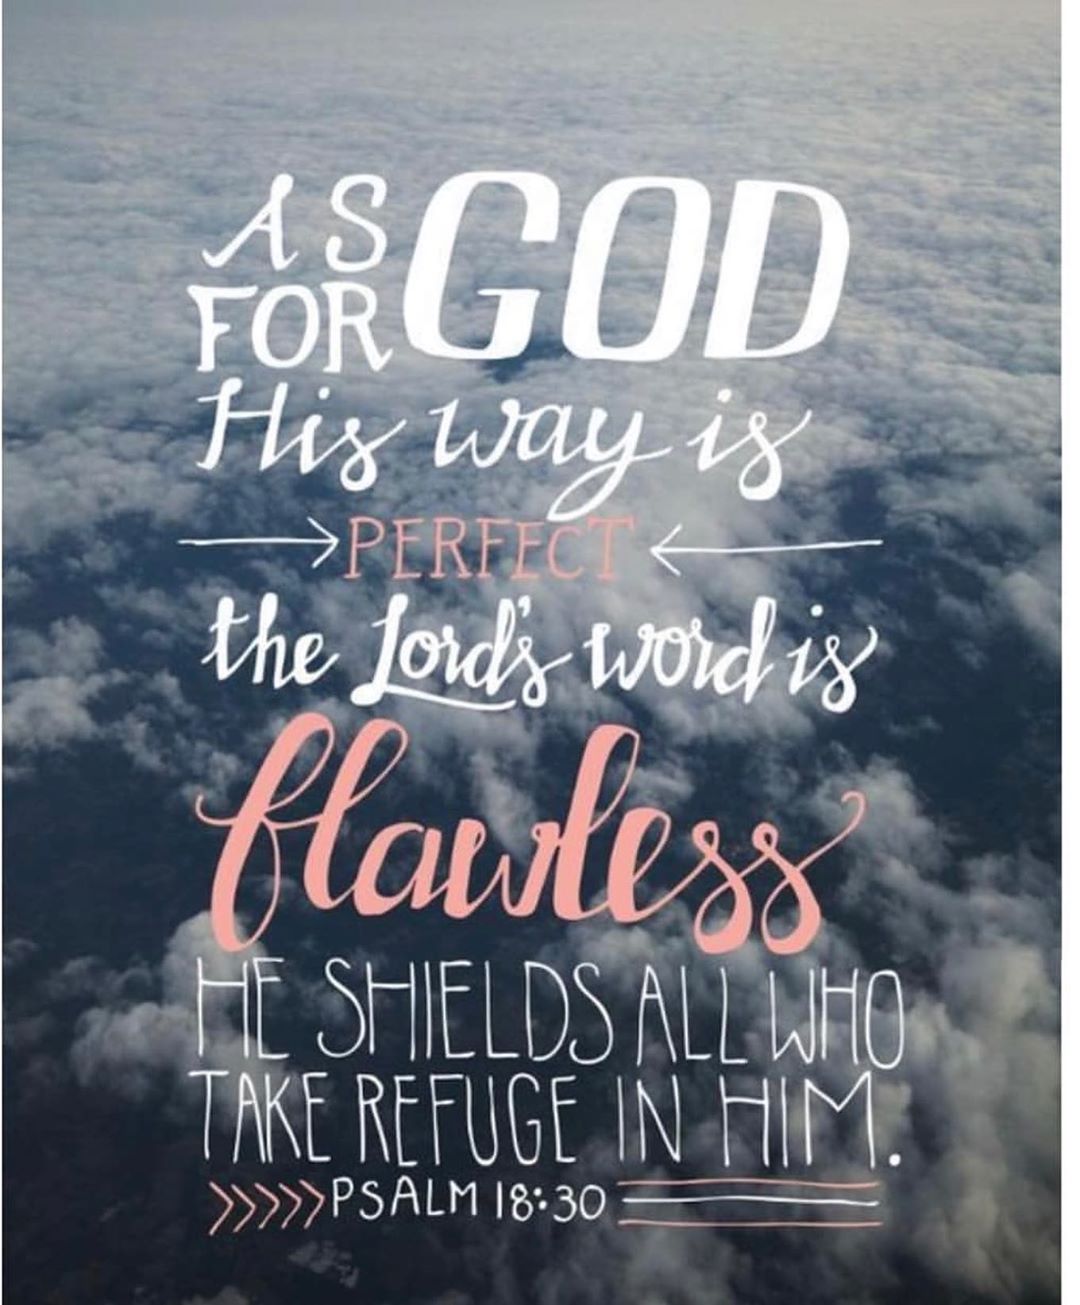 AS
FOR GOD
His way is
PERFECT
the Lord's word is
flawless
HE SHIELDS ALL WHO
TAKE REFUGE IN HIM.
PSALM 18:30